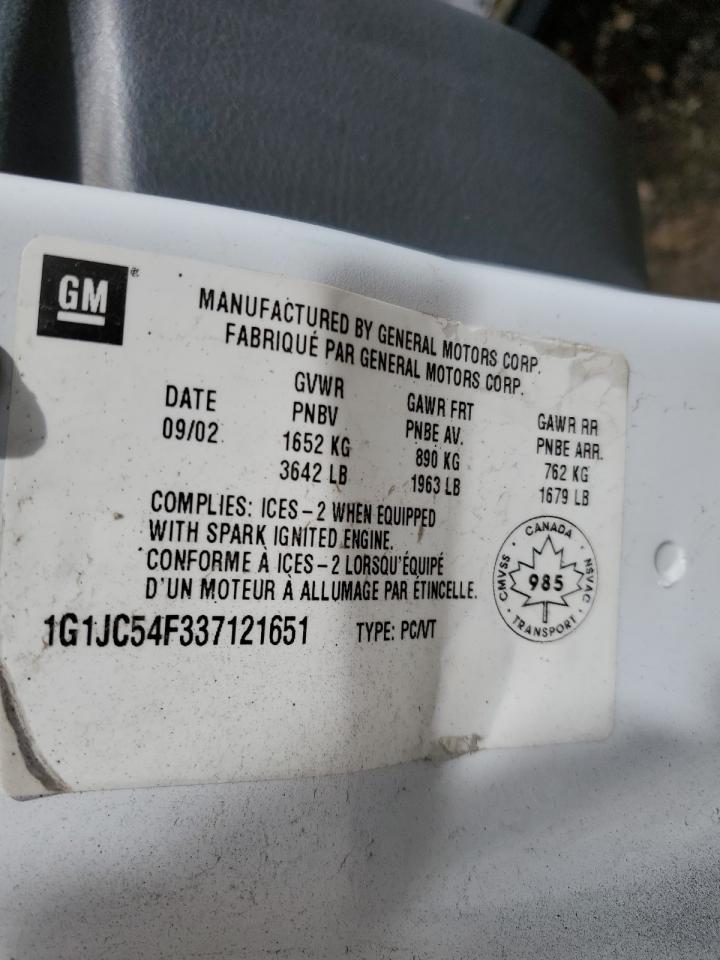 GM ®
MANUFACTURED BY GENERAL MOTORS CORP.
FABRIQUÉ PAR GENERAL MOTORS CORP.
DATE
09/02
GVWR
PNBV
1652 KG
3642 LB
GAWR FRT
PNBE AV.
890 KG
1963 LB
GAWR RR
PNBE ARR.
762 KG
1679 LB
COMPLIES: ICES-2 WHEN EQUIPPED
WITH SPARK IGNITED ENGINE.
CONFORME À ICES-2 LORSQU'ÉQUIPÉ
D'UN MOTEUR À ALLUMAGE PAR ÉTINCELLE.
1G1JC54F337121651
TYPE: PC/VT
CANADA
CMVSS · NSVAC
985
TRANSPORT